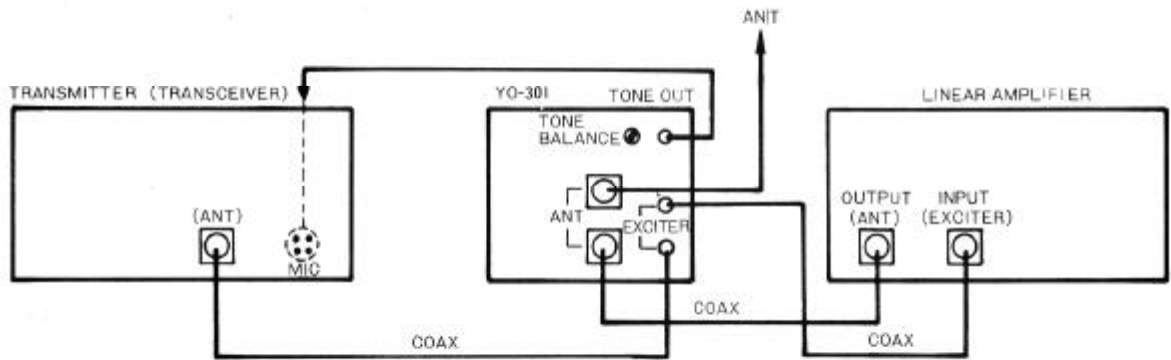 ANIT
TRANSMITTER (TRANSCEIVER)
YO-301
TONE OUT
LINEAR AMPLIFIER
TONE
BALANCE
(ANT)
MIC
ANT
EXCITER
OUTPUT
(ANT)
INPUT
(EXCITER)
COAX
COAX
COAX